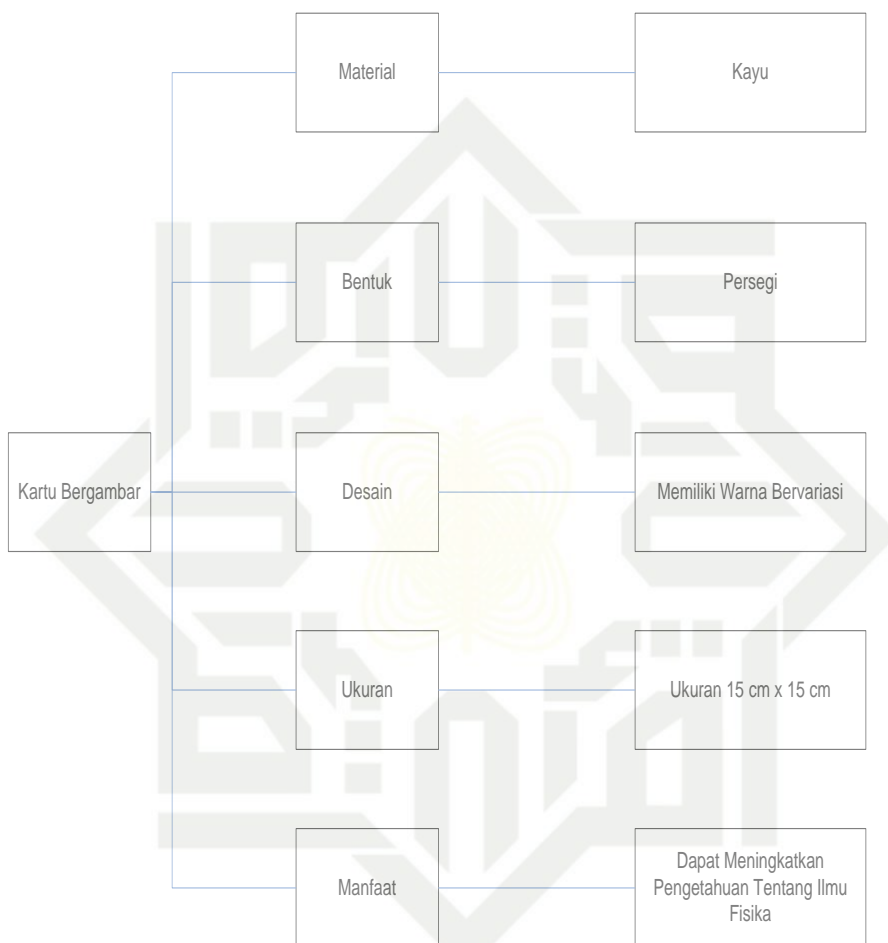 Material
Kayu
Bentuk
Persegi
Kartu Bergambar
Desain
Memiliki Warna Bervariasi
Ukuran
Ukuran 15 cm x 15 cm
Manfaat
Dapat Meningkatkan
Pengetahuan Tentang Ilmu
Fisika